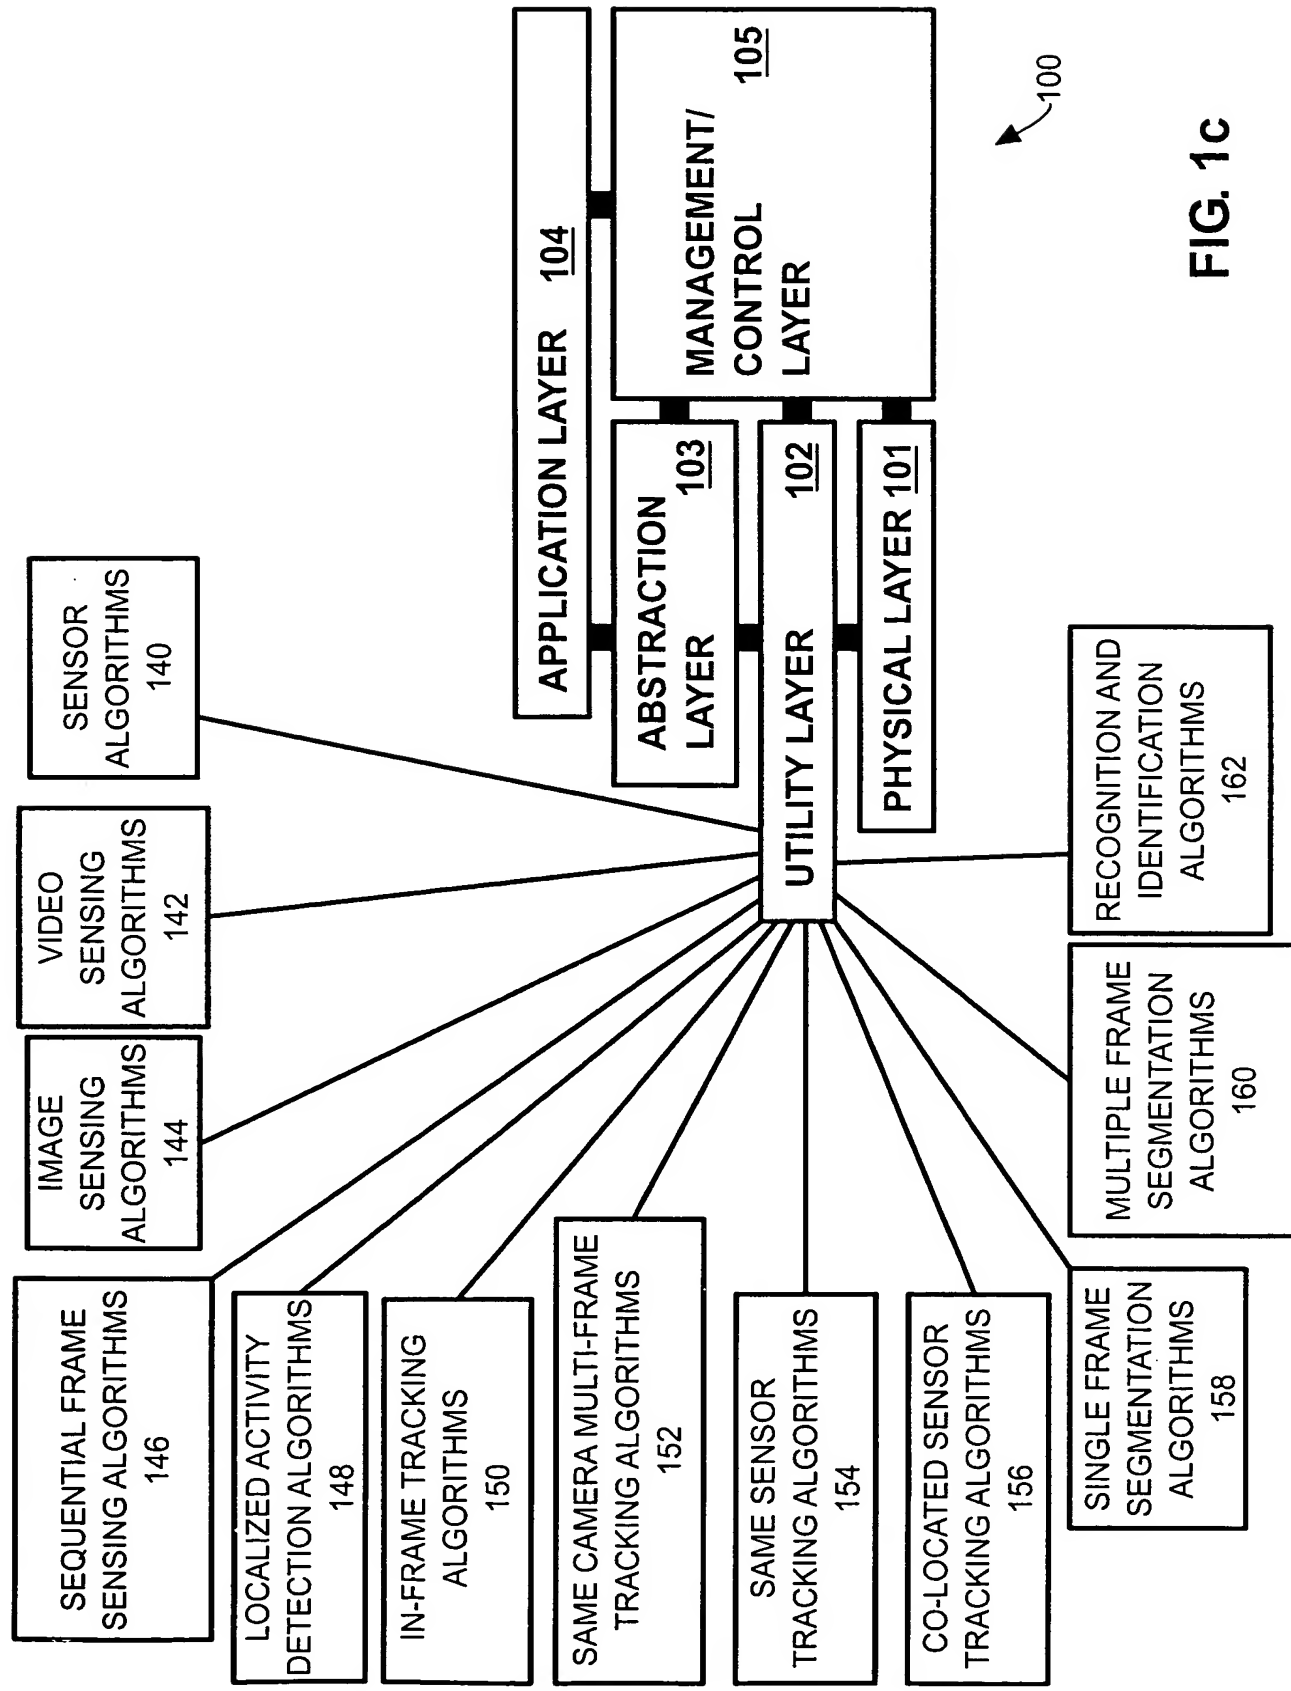 SENSOR
ALGORITHMS
140
VIDEO
SENSING
ALGORITHMS
142
IMAGE
SENSING
ALGORITHMS
144
SEQUENTIAL FRAME
SENSING ALGORITHMS
146
LOCALIZED ACTIVITY
DETECTION ALGORITHMS
148
IN-FRAME TRACKING
ALGORITHMS
150
SAME CAMERA MULTI-FRAME
TRACKING ALGORITHMS
152
SAME SENSOR
TRACKING ALGORITHMS
154
CO-LOCATED SENSOR
TRACKING ALGORITHMS
156
SINGLE FRAME
SEGMENTATION
ALGORITHMS
158
MULTIPLE FRAME
SEGMENTATION
ALGORITHMS
160
RECOGNITION AND
IDENTIFICATION
ALGORITHMS
162
APPLICATION LAYER 104
ABSTRACTION
LAYER 103
UTILITY LAYER 102
PHYSICAL LAYER 101
MANAGEMENT/
CONTROL
LAYER 105
100
FIG. 1c